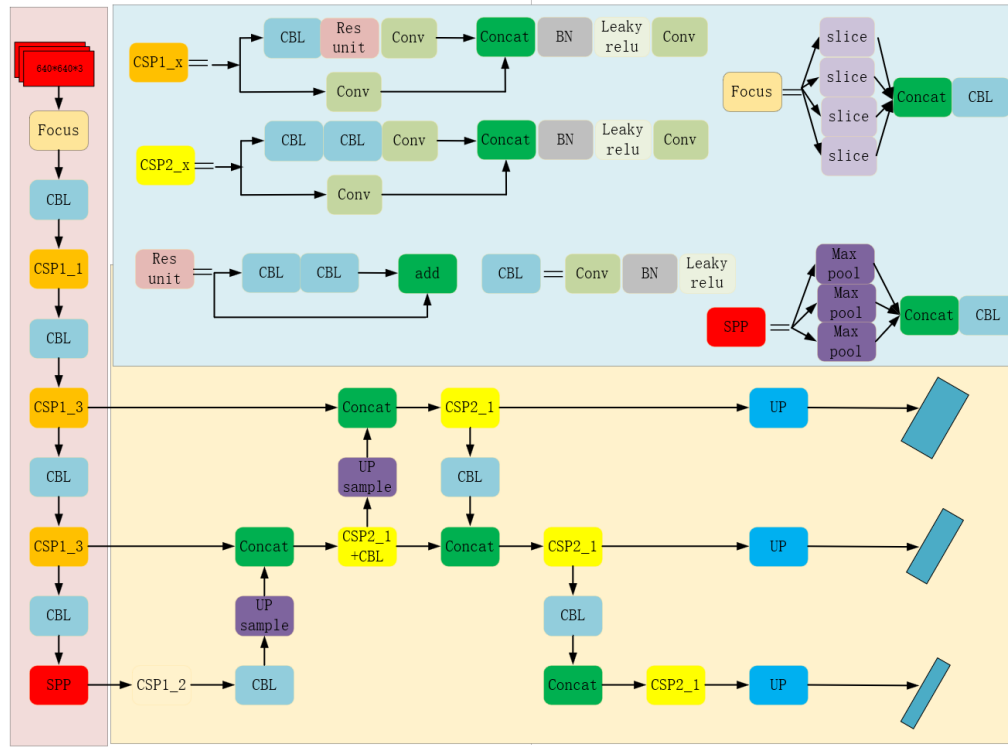 640*640*3
Focus
CBL
CSP1_1
CBL
CSP1_3
CBL
CSP1_3
CBL
SPP
CSP1_x
CBL
Res
unit
Conv
Concat
BN
Leaky
relu
Conv
Conv
CSP2_x
CBL
CBL
Conv
Concat
BN
Leaky
relu
Conv
Conv
Focus
slice
slice
slice
slice
Concat
CBL
Res
unit
CBL
CBL
add
CBL
Conv
BN
Leaky
relu
SPP
Max
pool
Max
pool
Max
pool
Concat
CBL
Concat
CSP2_1
UP
UP
sample
CBL
Concat
CSP2_1
+CBL
Concat
CSP2_1
UP
UP
sample
CBL
CSP1_2
CBL
Concat
CSP2_1
UP